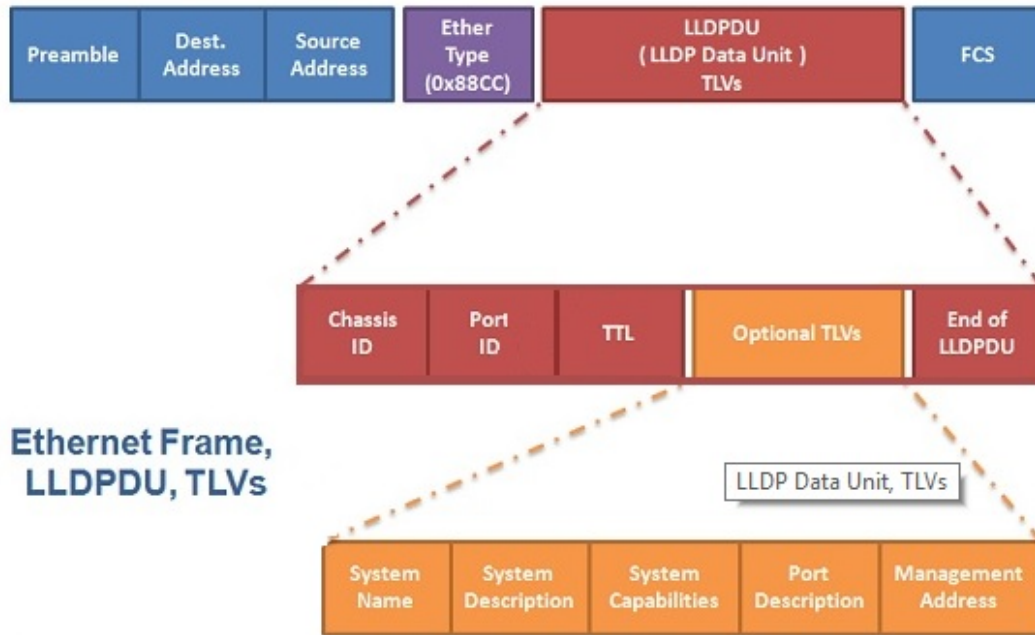 Preamble
Dest.
Address
Source
Address
Ether
Type
(0x88CC)
LLDPDU
( LLDP Data Unit )
TLVs
FCS
Chassis
ID
Port
ID
TTL
Optional TLVs
End of
LLDPDU
Ethernet Frame,
LLDPDU, TLVs
LLDP Data Unit, TLVs
System
Name
System
Description
System
Capabilities
Port
Description
Management
Address